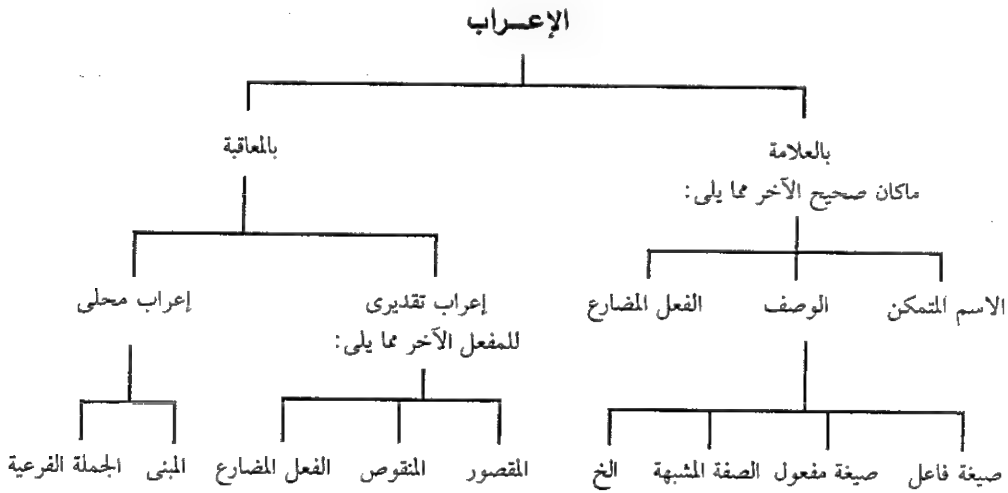 الإعــراب
بالعلامة
بالمعاقبة
ماكان صحيح الآخر مما يلى:
الاسم المتمكن
الوصف
الفعل المضارع
إعراب تقديرى
إعراب محلى
للمفعل الآخر مما يلى:
صيغة فاعل
صيغة مفعول
الصفة المشبهة
الخ
المقصور
المنقوص
الفعل المضارع
المبنى
الجملة الفرعية